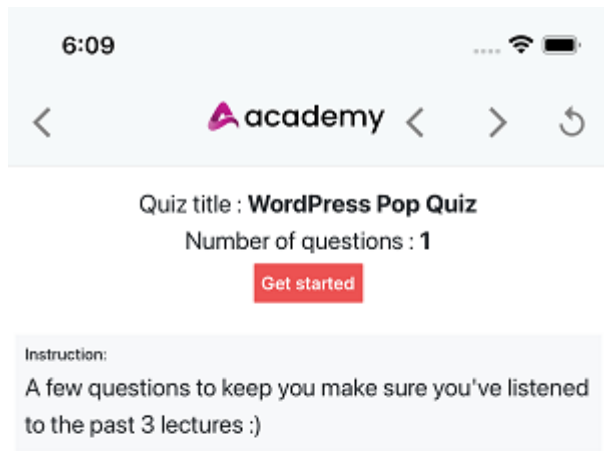 6:09
academy
Quiz title : WordPress Pop Quiz
Number of questions : 1
Get started
Instruction:
A few questions to keep you make sure you've listened
to the past 3 lectures :)